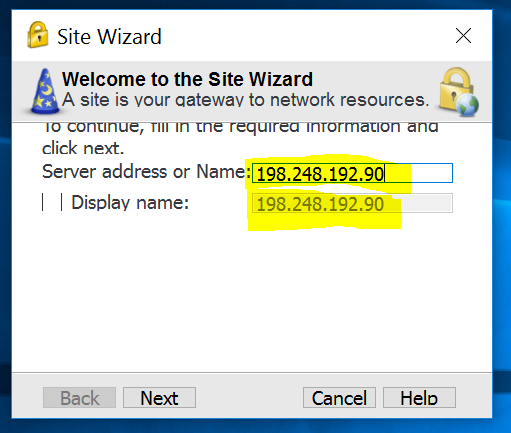 Site Wizard
Welcome to the Site Wizard
A site is your gateway to network resources.
To continue, fill in the required information and
click next.
Server address or Name: 198.248.192.90
Display name: 198.248.192.90
Back Next Cancel Help